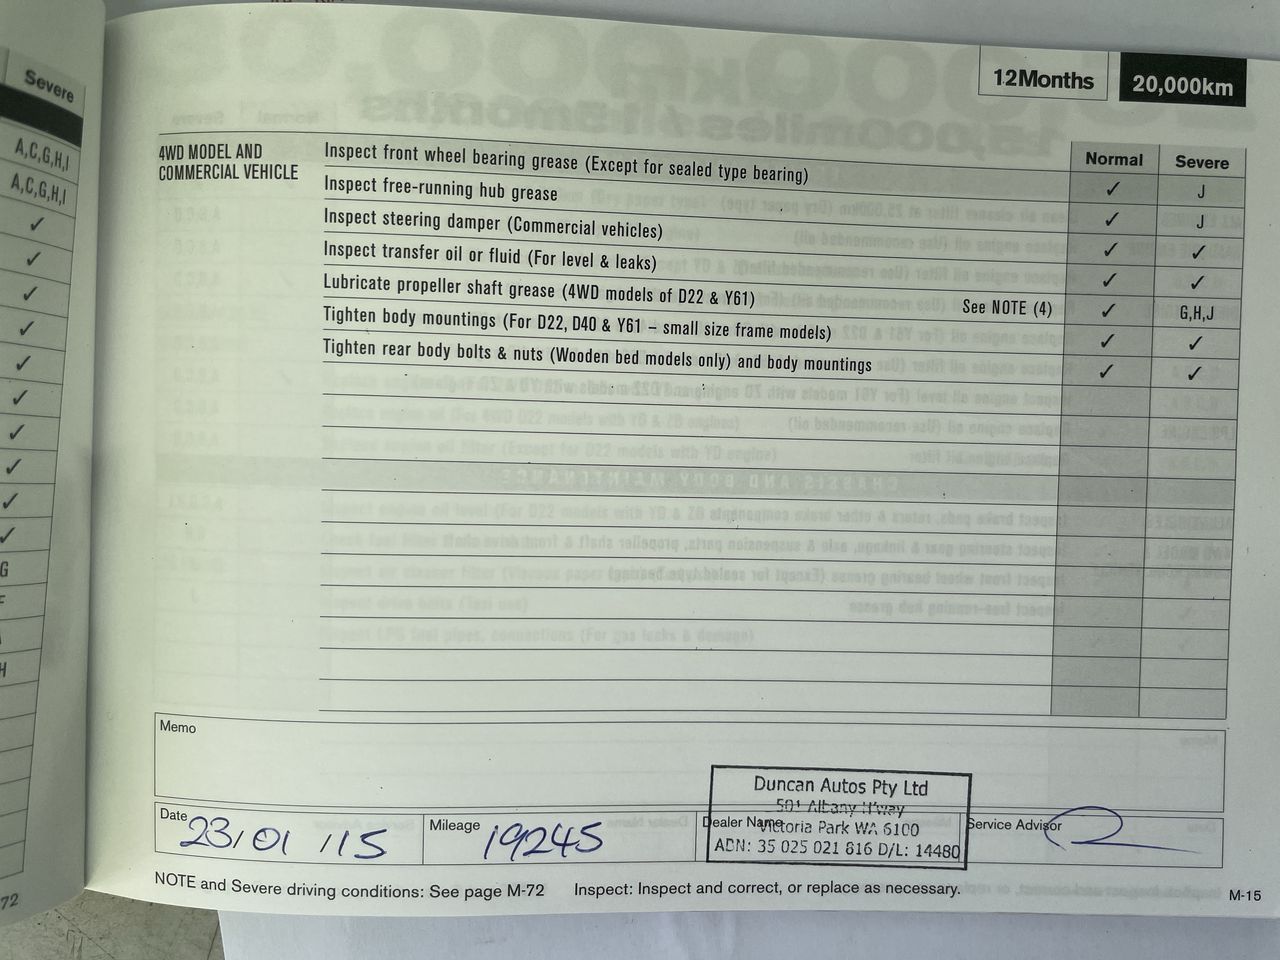 Severe
A,C,G,H,I
A,C,G,H,I
✓
✓
✓
✓
✓
✓
✓
✓
✓
✓
G
H
72
12Months 20,000km
Normal Severe
4WD MODEL AND
COMMERCIAL VEHICLE
Inspect front wheel bearing grease (Except for sealed type bearing) ✓ J
Inspect free-running hub grease ✓ J
Inspect steering damper (Commercial vehicles) ✓ ✓
Inspect transfer oil or fluid (For level & leaks) ✓ ✓
Lubricate propeller shaft grease (4WD models of D22 & Y61) See NOTE (4) ✓ G,H,J
Tighten body mountings (For D22, D40 & Y61 – small size frame models) ✓ ✓
Tighten rear body bolts & nuts (Wooden bed models only) and body mountings ✓ ✓
Memo
Duncan Autos Pty Ltd
501 Albany H'way
Victoria Park WA 6100
ABN: 35 025 021 816 D/L: 14480
Date 23/01/15 Mileage 19245 Dealer Name Service Advisor
NOTE and Severe driving conditions: See page M-72 Inspect: Inspect and correct, or replace as necessary.
M-15